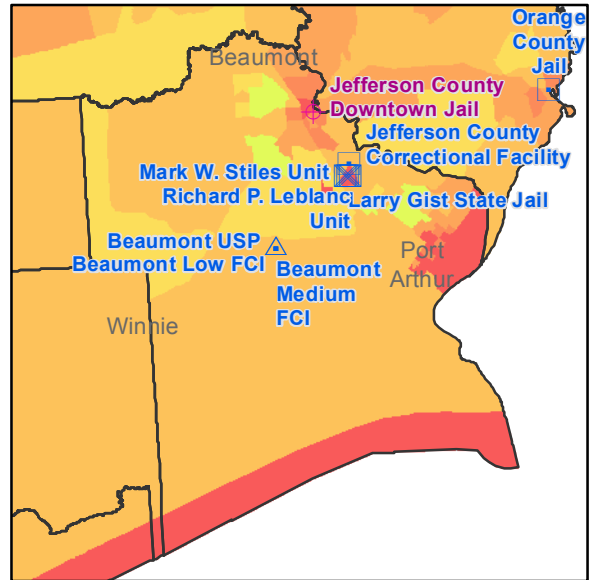 Orange
County
Jail
Beaumont
Jefferson County
Downtown Jail
Jefferson County
Correctional Facility
Mark W. Stiles Unit
Richard P. Leblanc
Unit
Larry Gist State Jail
Beaumont USP
Beaumont Low FCI
Beaumont
Medium
FCI
Port
Arthur
Winnie